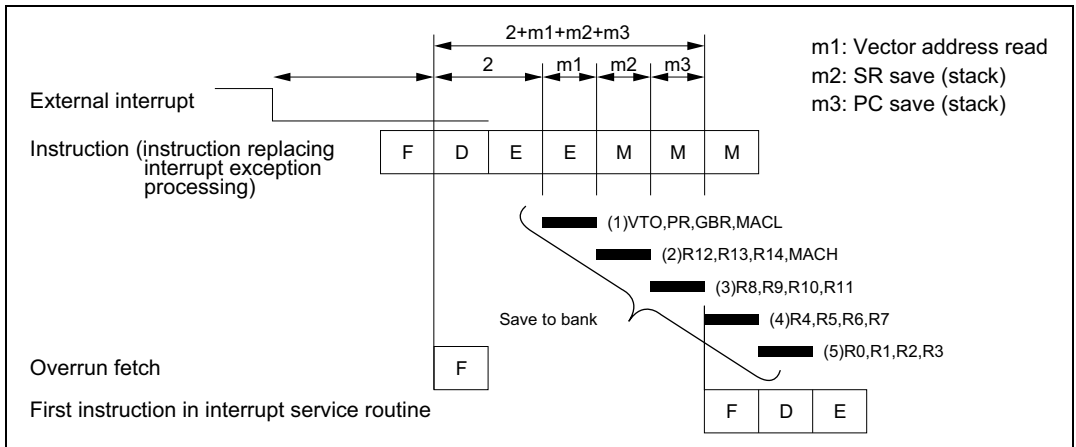 2+m1+m2+m3
2 m1 m2 m3
m1: Vector address read
m2: SR save (stack)
m3: PC save (stack)
External interrupt
Instruction (instruction replacing
interrupt exception
processing)
F D E E M M M
(1)VTO,PR,GBR,MACL
(2)R12,R13,R14,MACH
(3)R8,R9,R10,R11
(4)R4,R5,R6,R7
(5)R0,R1,R2,R3
Save to bank
Overrun fetch
F
First instruction in interrupt service routine
F D E